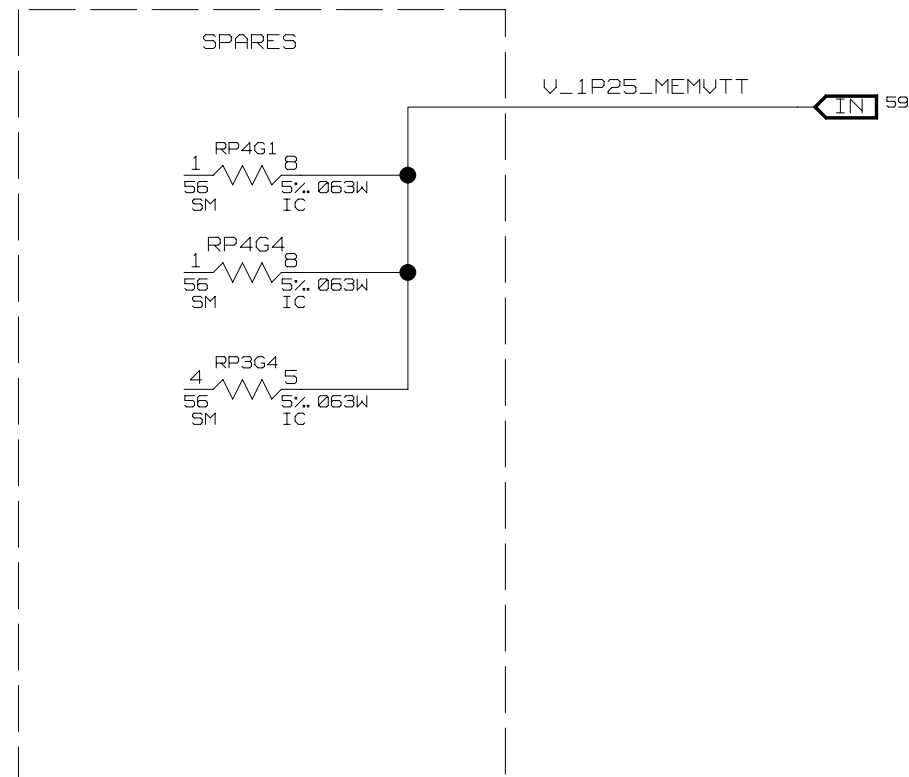 SPARES
V_1P25_MEMVTT
IN 59
RP4G1
1 8
56 5%. 063W
SM IC
RP4G4
1 8
56 5%. 063W
SM IC
RP3G4
4 5
56 5%. 063W
SM IC